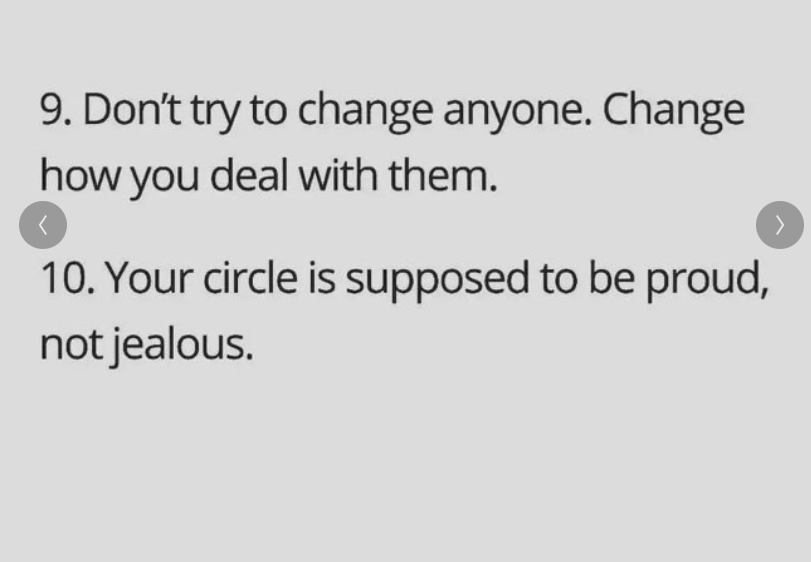 9. Don't try to change anyone. Change
how you deal with them.
10. Your circle is supposed to be proud,
not jealous.